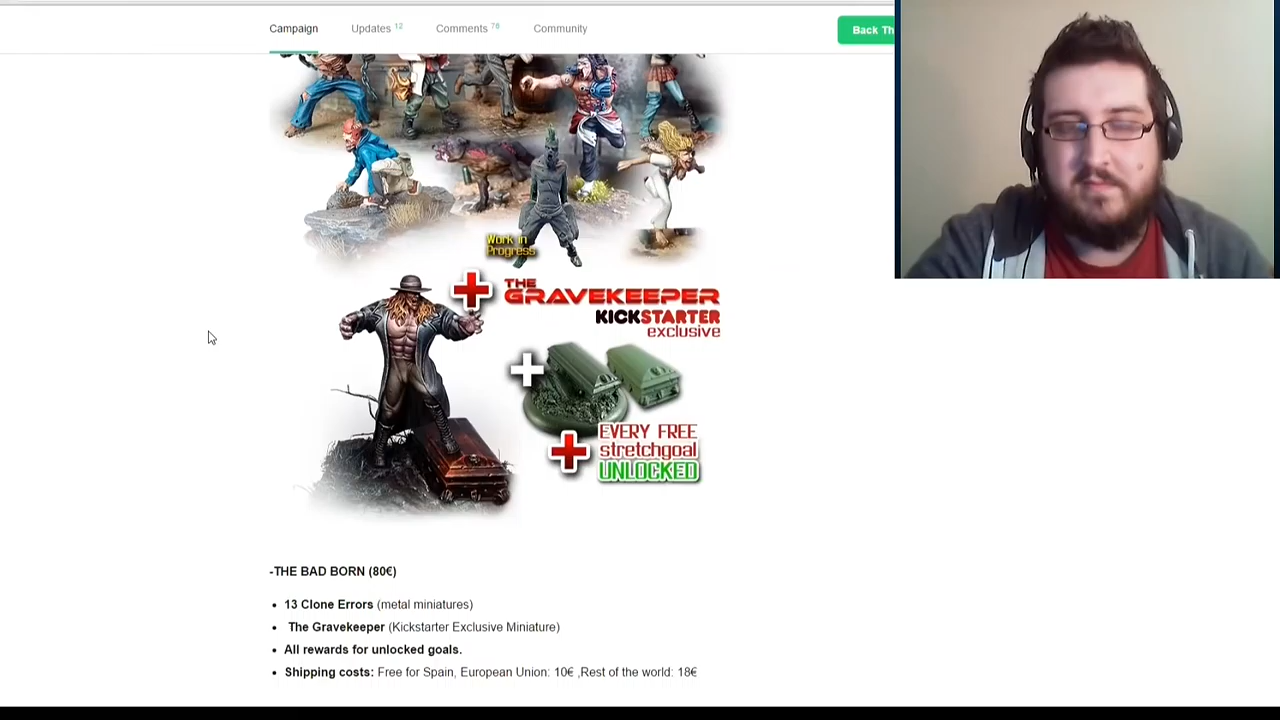 Campaign Updates 12 Comments 78 Community Back Th
Work in
Progress
THE
GRAVEKEEPER
KICKSTARTER
exclusive
EVERY FREE
stretchgoal
UNLOCKED
-THE BAD BORN (80€)
• 13 Clone Errors (metal miniatures)
• The Gravekeeper (Kickstarter Exclusive Miniature)
• All rewards for unlocked goals.
• Shipping costs: Free for Spain, European Union: 10€ ,Rest of the world: 18€